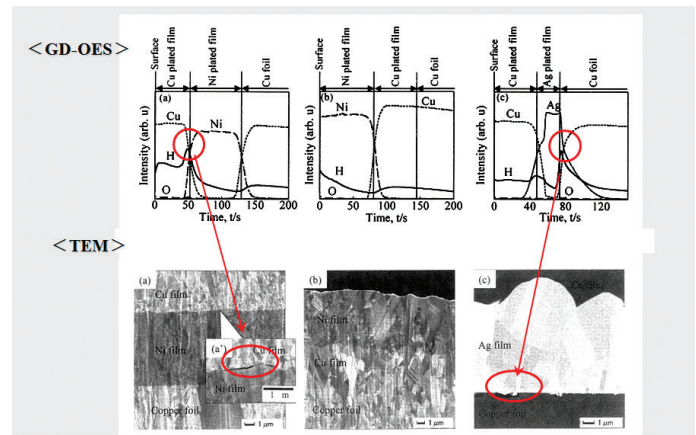 ＜GD-OES＞
Surface
Cu plated film
Ni plated film
Cu foil
Surface
Ni plated film
Cu plated film
Cu foil
Surface
Cu plated film
Ag plated film
Cu foil
(a)
Cu
Ni
H
O
Intensity (arb. u)
0 50 100 150 200
Time, t/s
(b)
Ni
Cu
H
O
Intensity (arb. u)
0 50 100 150 200
Time, t/s
(c)
Ag
Cu
H
O
Intensity (arb. u)
0 40 80 120
Time, t/s
＜TEM＞
(a)
Cu film
Ni film
Copper foil
(a')
Cu film
Ni film
1 m
1 μm
(b)
Ni film
Cu film
1 μm
(c)
Cu film
Ag film
Copper foil
1 μm